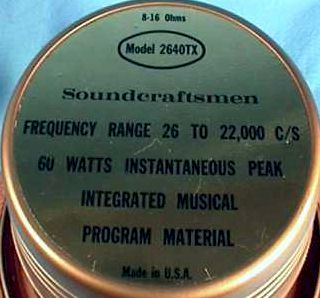 8-16 Ohms
Model 2640TX
Soundcraftsmen
FREQUENCY RANGE 26 TO 22,000 C/S
60 WATTS INSTANTANEOUS PEAK
INTEGRATED MUSICAL
PROGRAM MATERIAL
Made in U.S.A.